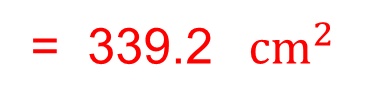 = 339.2 cm²